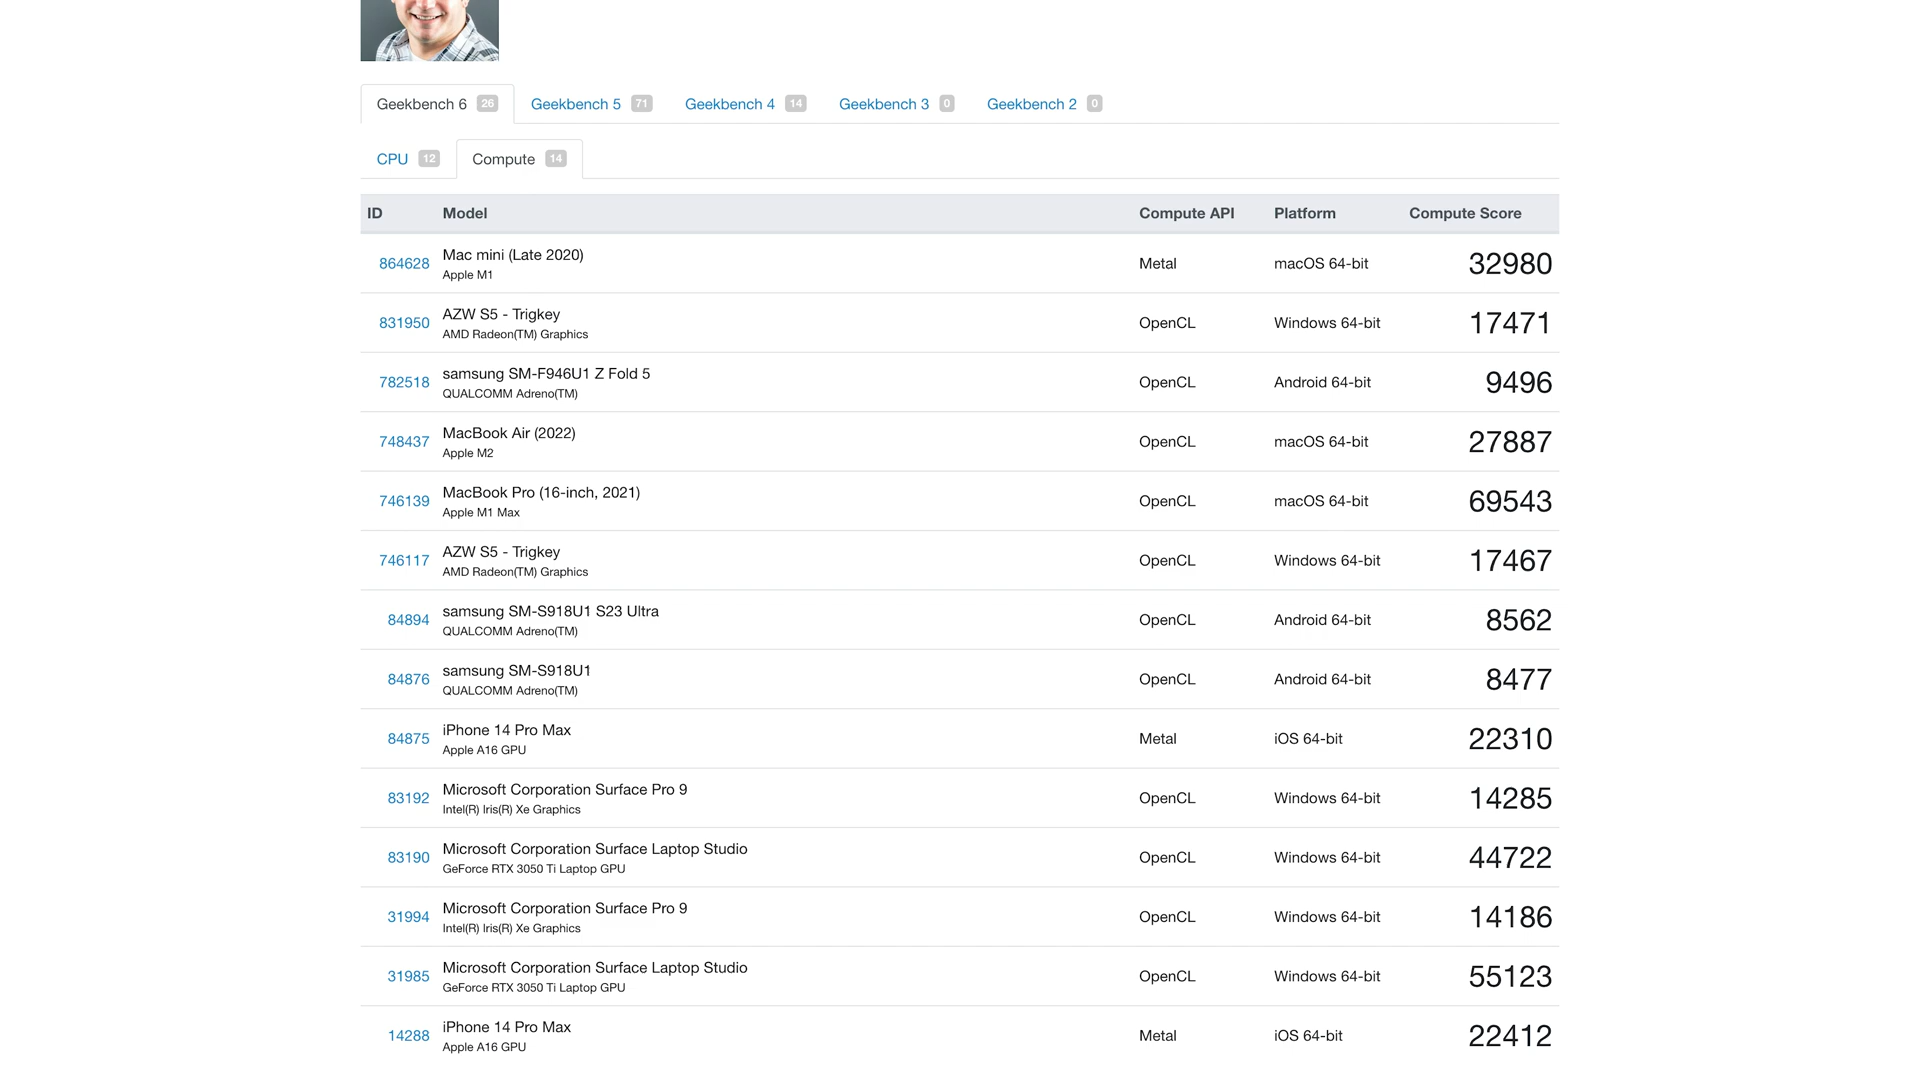 Geekbench 6 26 Geekbench 5 71 Geekbench 4 14 Geekbench 3 0 Geekbench 2 0
CPU 12 Compute 14
ID Model Compute API Platform Compute Score
864628 Mac mini (Late 2020) Metal macOS 64-bit 32980
Apple M1
831950 AZW S5 - Trigkey OpenCL Windows 64-bit 17471
AMD Radeon(TM) Graphics
782518 samsung SM-F946U1 Z Fold 5 OpenCL Android 64-bit 9496
QUALCOMM Adreno(TM)
748437 MacBook Air (2022) OpenCL macOS 64-bit 27887
Apple M2
746139 MacBook Pro (16-inch, 2021) OpenCL macOS 64-bit 69543
Apple M1 Max
746117 AZW S5 - Trigkey OpenCL Windows 64-bit 17467
AMD Radeon(TM) Graphics
84894 samsung SM-S918U1 S23 Ultra OpenCL Android 64-bit 8562
QUALCOMM Adreno(TM)
84876 samsung SM-S918U1 OpenCL Android 64-bit 8477
QUALCOMM Adreno(TM)
84875 iPhone 14 Pro Max Metal iOS 64-bit 22310
Apple A16 GPU
83192 Microsoft Corporation Surface Pro 9 OpenCL Windows 64-bit 14285
Intel(R) Iris(R) Xe Graphics
83190 Microsoft Corporation Surface Laptop Studio OpenCL Windows 64-bit 44722
GeForce RTX 3050 Ti Laptop GPU
31994 Microsoft Corporation Surface Pro 9 OpenCL Windows 64-bit 14186
Intel(R) Iris(R) Xe Graphics
31985 Microsoft Corporation Surface Laptop Studio OpenCL Windows 64-bit 55123
GeForce RTX 3050 Ti Laptop GPU
14288 iPhone 14 Pro Max Metal iOS 64-bit 22412
Apple A16 GPU